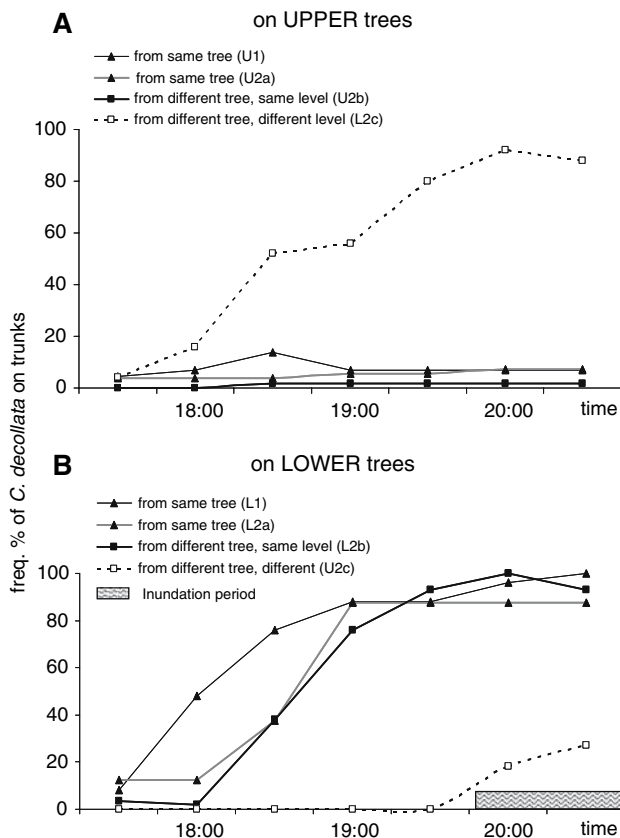 A
on UPPER trees
from same tree (U1)
from same tree (U2a)
from different tree, same level (U2b)
from different tree, different level (L2c)
100
80
60
40
20
0
18:00 19:00 20:00 time
freq. % of C. decollata on trunks
B
on LOWER trees
from same tree (L1)
from same tree (L2a)
from different tree, same level (L2b)
from different tree, different (U2c)
Inundation period
100
80
60
40
20
0
18:00 19:00 20:00 time